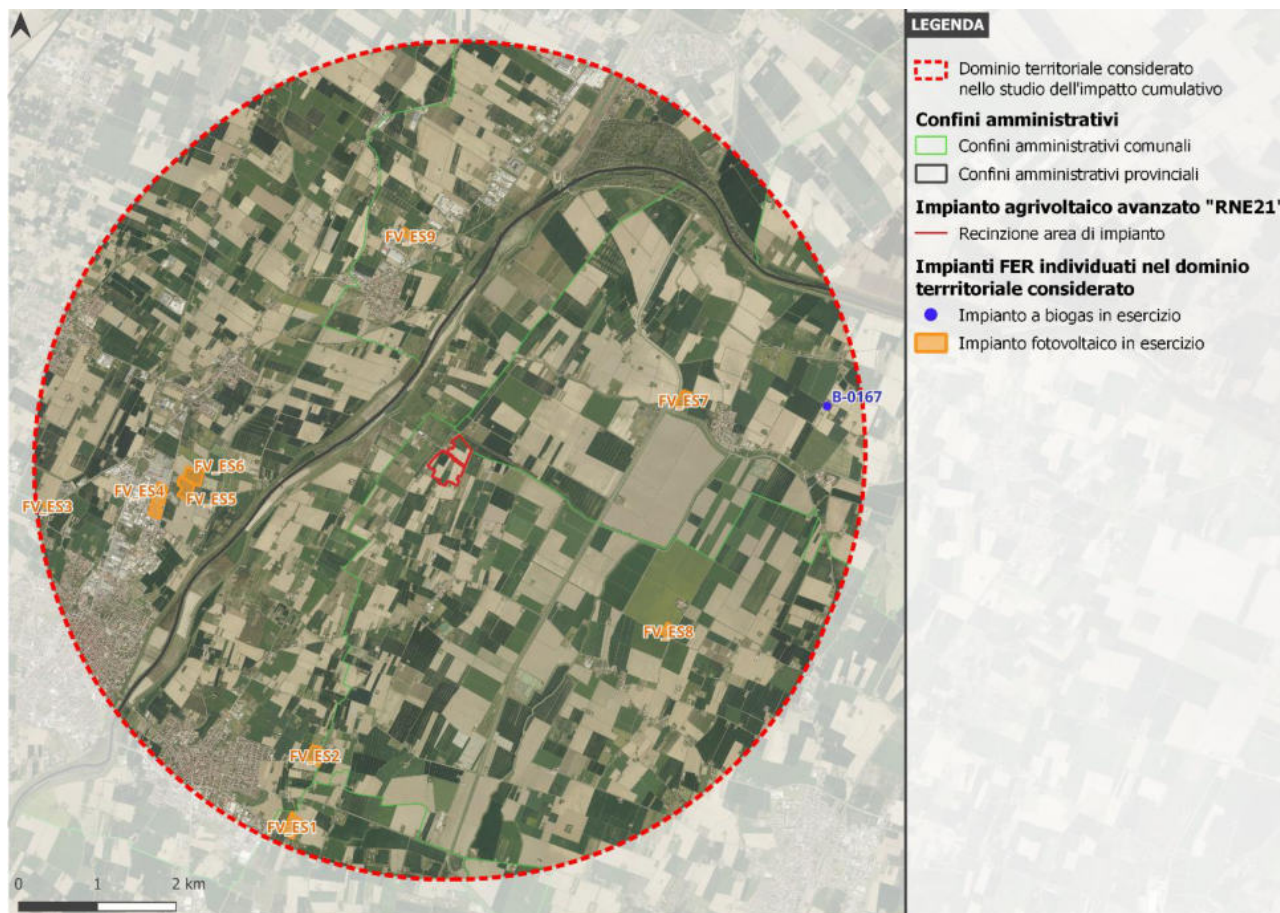 LEGENDA
Dominio territoriale considerato
nello studio dell'impatto cumulativo
Confini amministrativi
Confini amministrativi comunali
Confini amministrativi provinciali
Impianto agrivoltaico avanzato "RNE21"
Recinzione area di impianto
Impianti FER individuati nel dominio
terrritoriale considerato
Impianto a biogas in esercizio
Impianto fotovoltaico in esercizio
FV_ES9
FV_ES7
B-0167
FV_ES6
FV_ES4
FV_ES5
FV_ES3
FV_ES8
FV_ES2
FV_ES1
0 1 2 km